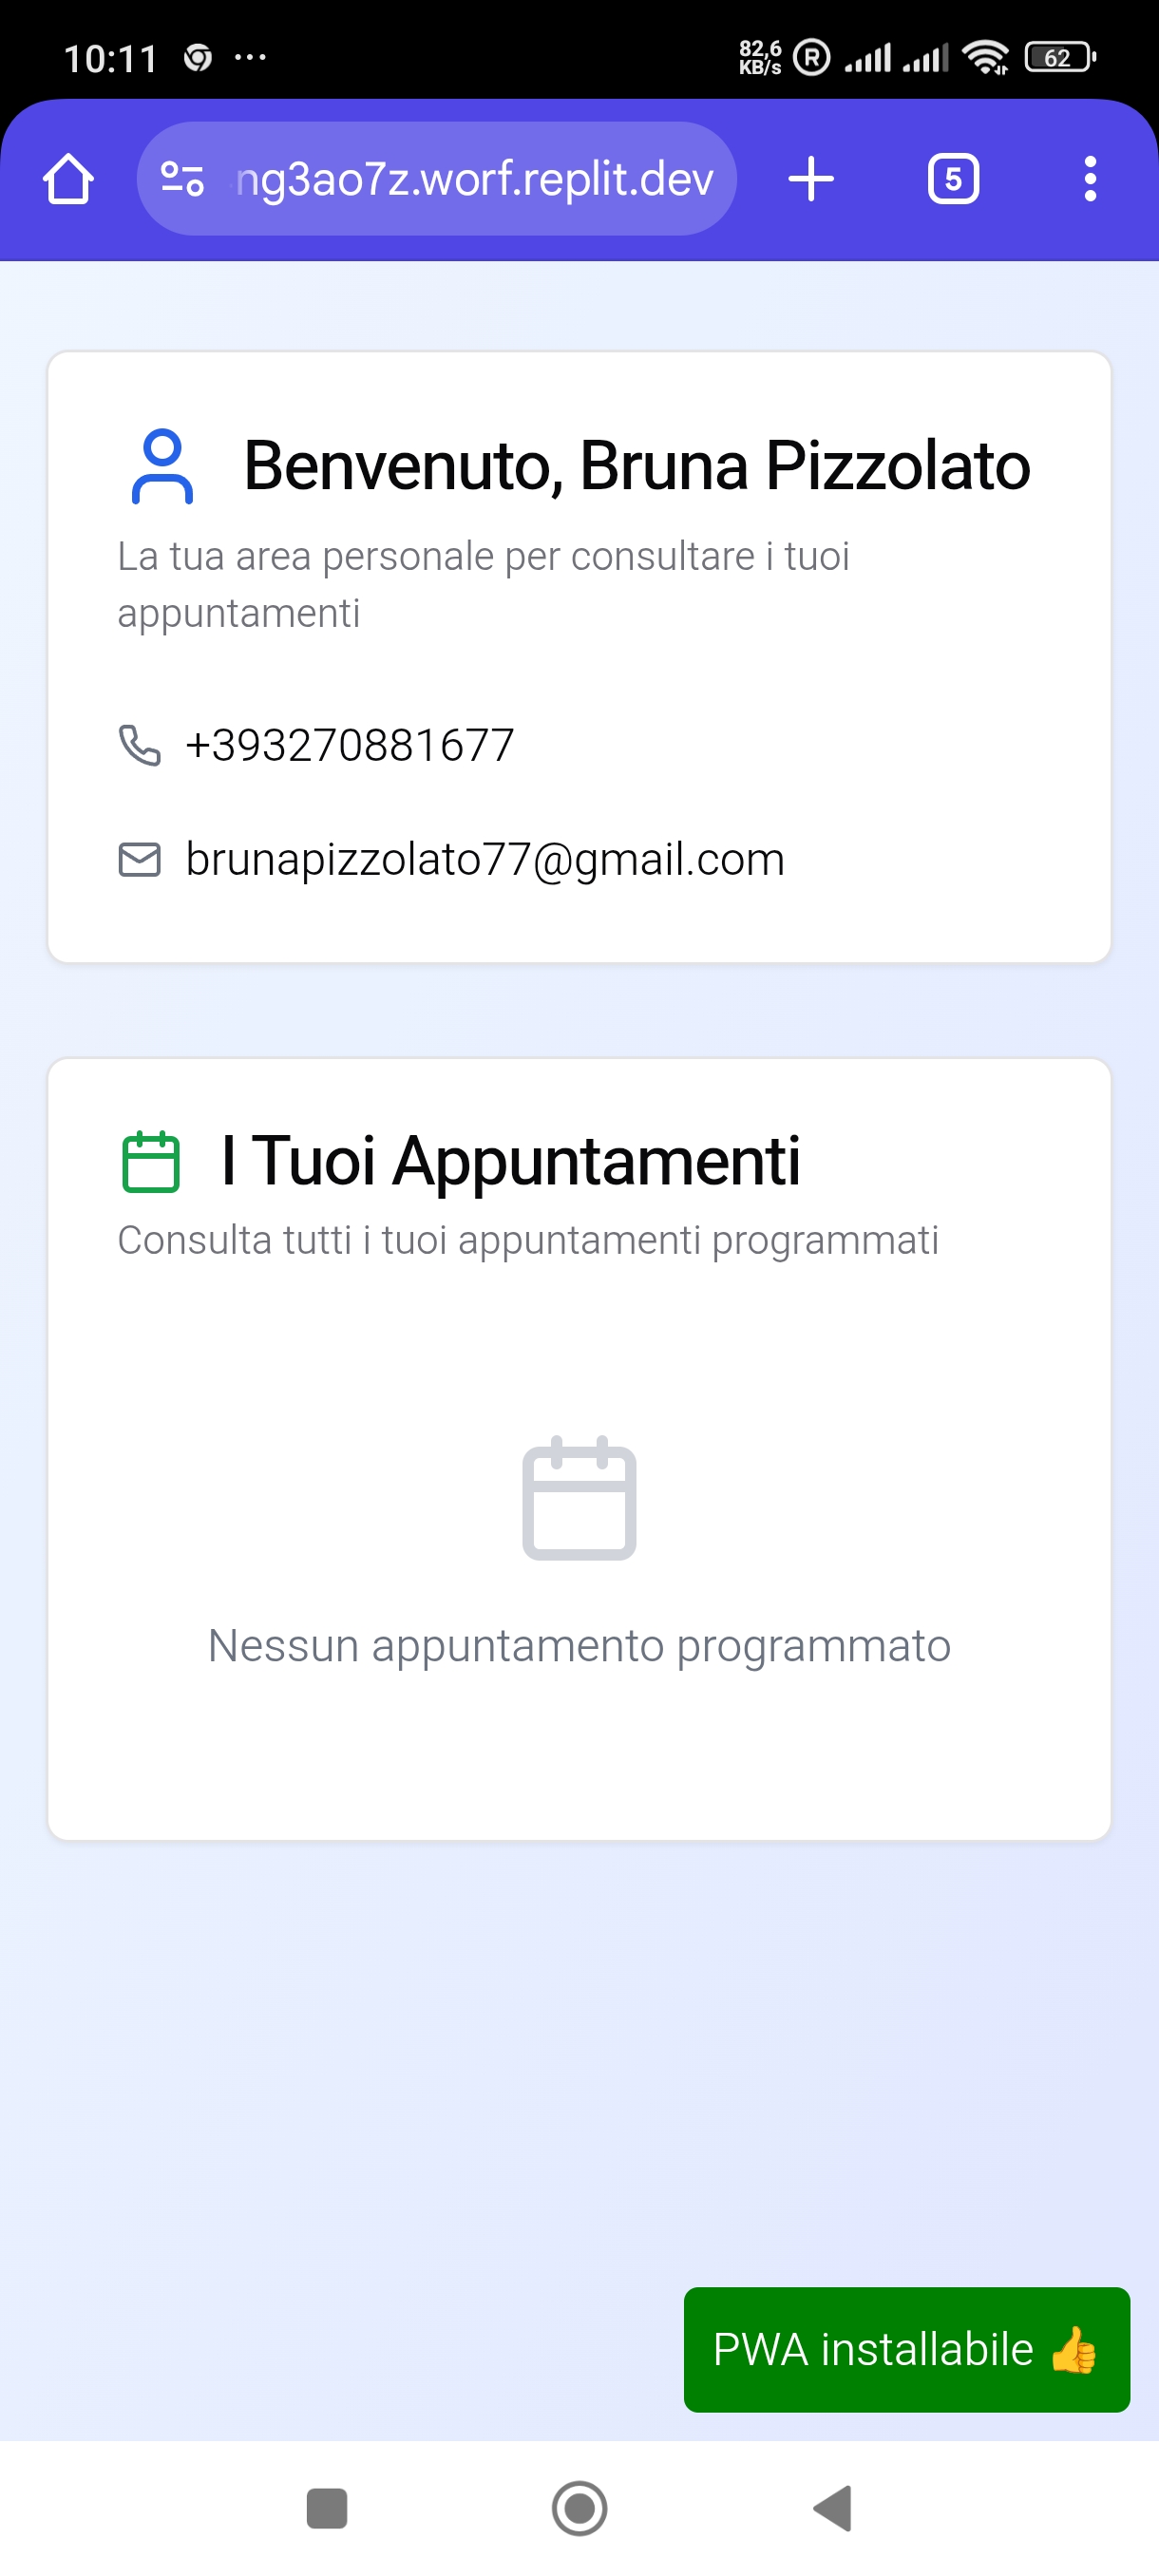 10:11
82,6
KB/s
R
62
ng3ao7z.worf.replit.dev
5
Benvenuto, Bruna Pizzolato
La tua area personale per consultare i tuoi
appuntamenti
+393270881677
brunapizzolato77@gmail.com
I Tuoi Appuntamenti
Consulta tutti i tuoi appuntamenti programmati
Nessun appuntamento programmato
PWA installabile 👍